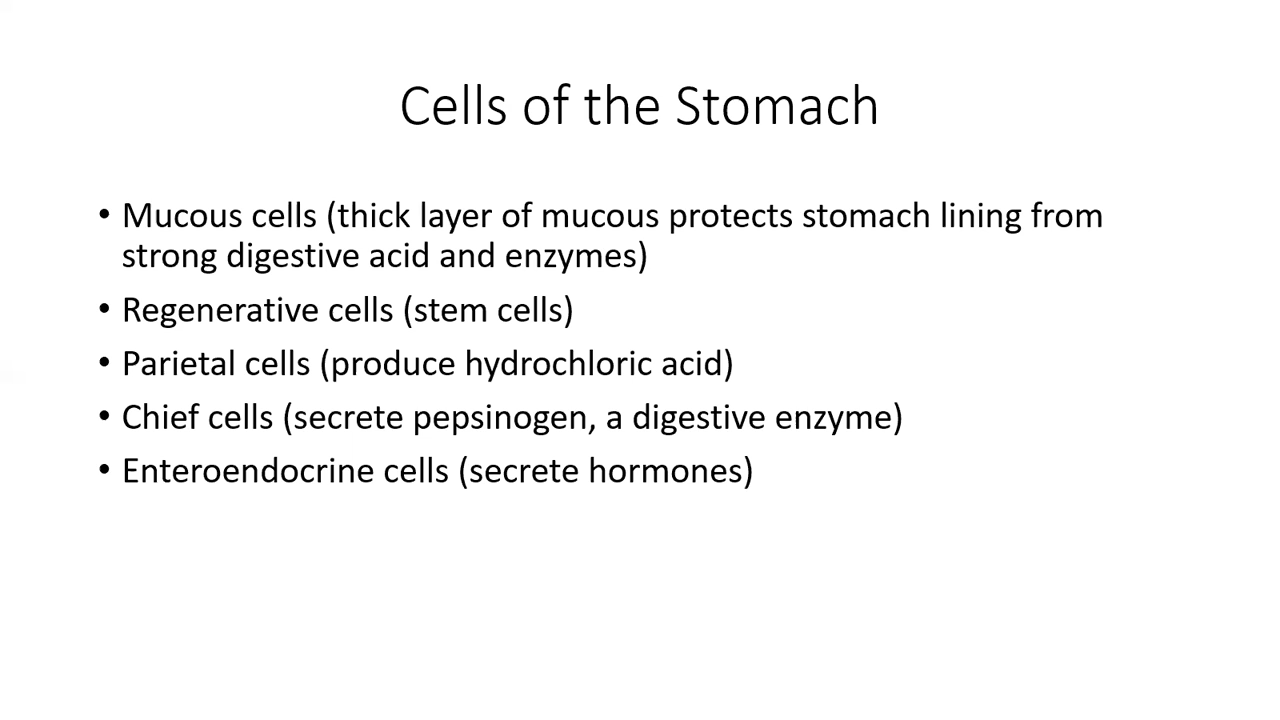 Cells of the Stomach
• Mucous cells (thick layer of mucous protects stomach lining from
strong digestive acid and enzymes)
• Regenerative cells (stem cells)
• Parietal cells (produce hydrochloric acid)
• Chief cells (secrete pepsinogen, a digestive enzyme)
• Enteroendocrine cells (secrete hormones)